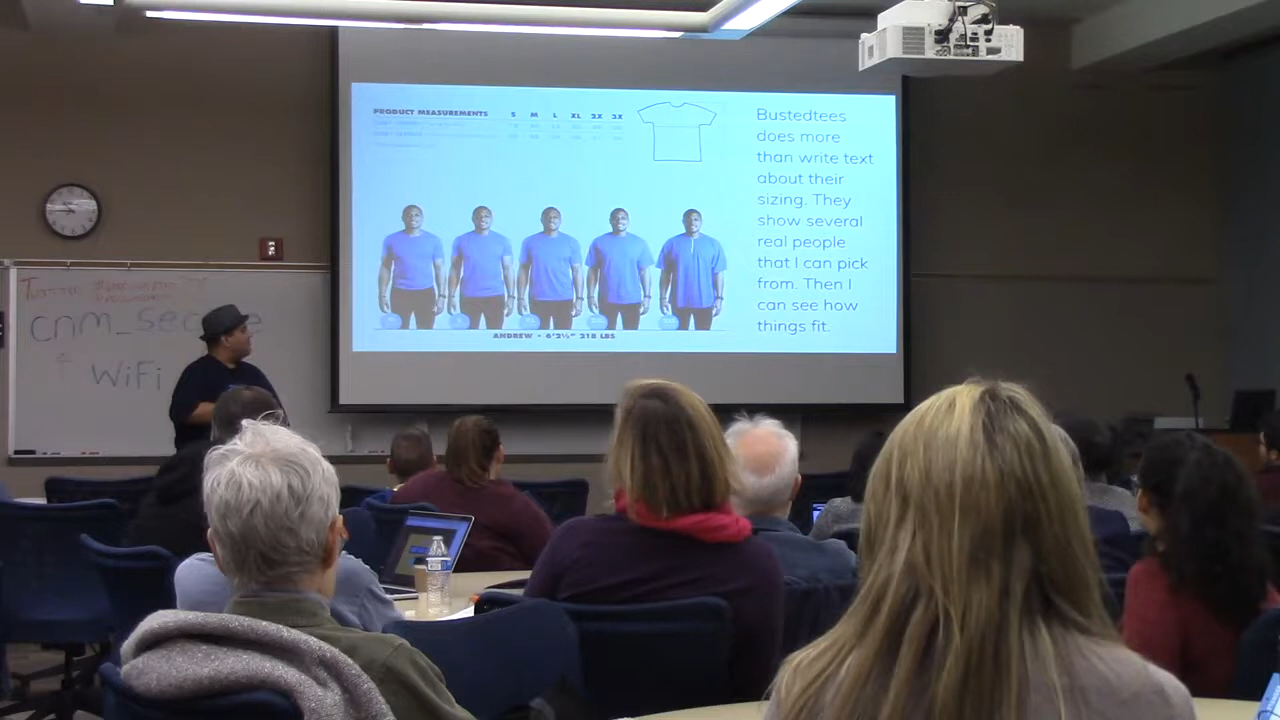 PRODUCT MEASUREMENTS S M L XL 2X 3X
Bustedtees
does more
than write text
about their
sizing. They
show several
real people
that I can pick
from. Then I
can see how
things fit.
ANDREW - 6'2½" 218 LBS
cnm_sec e
WiFi